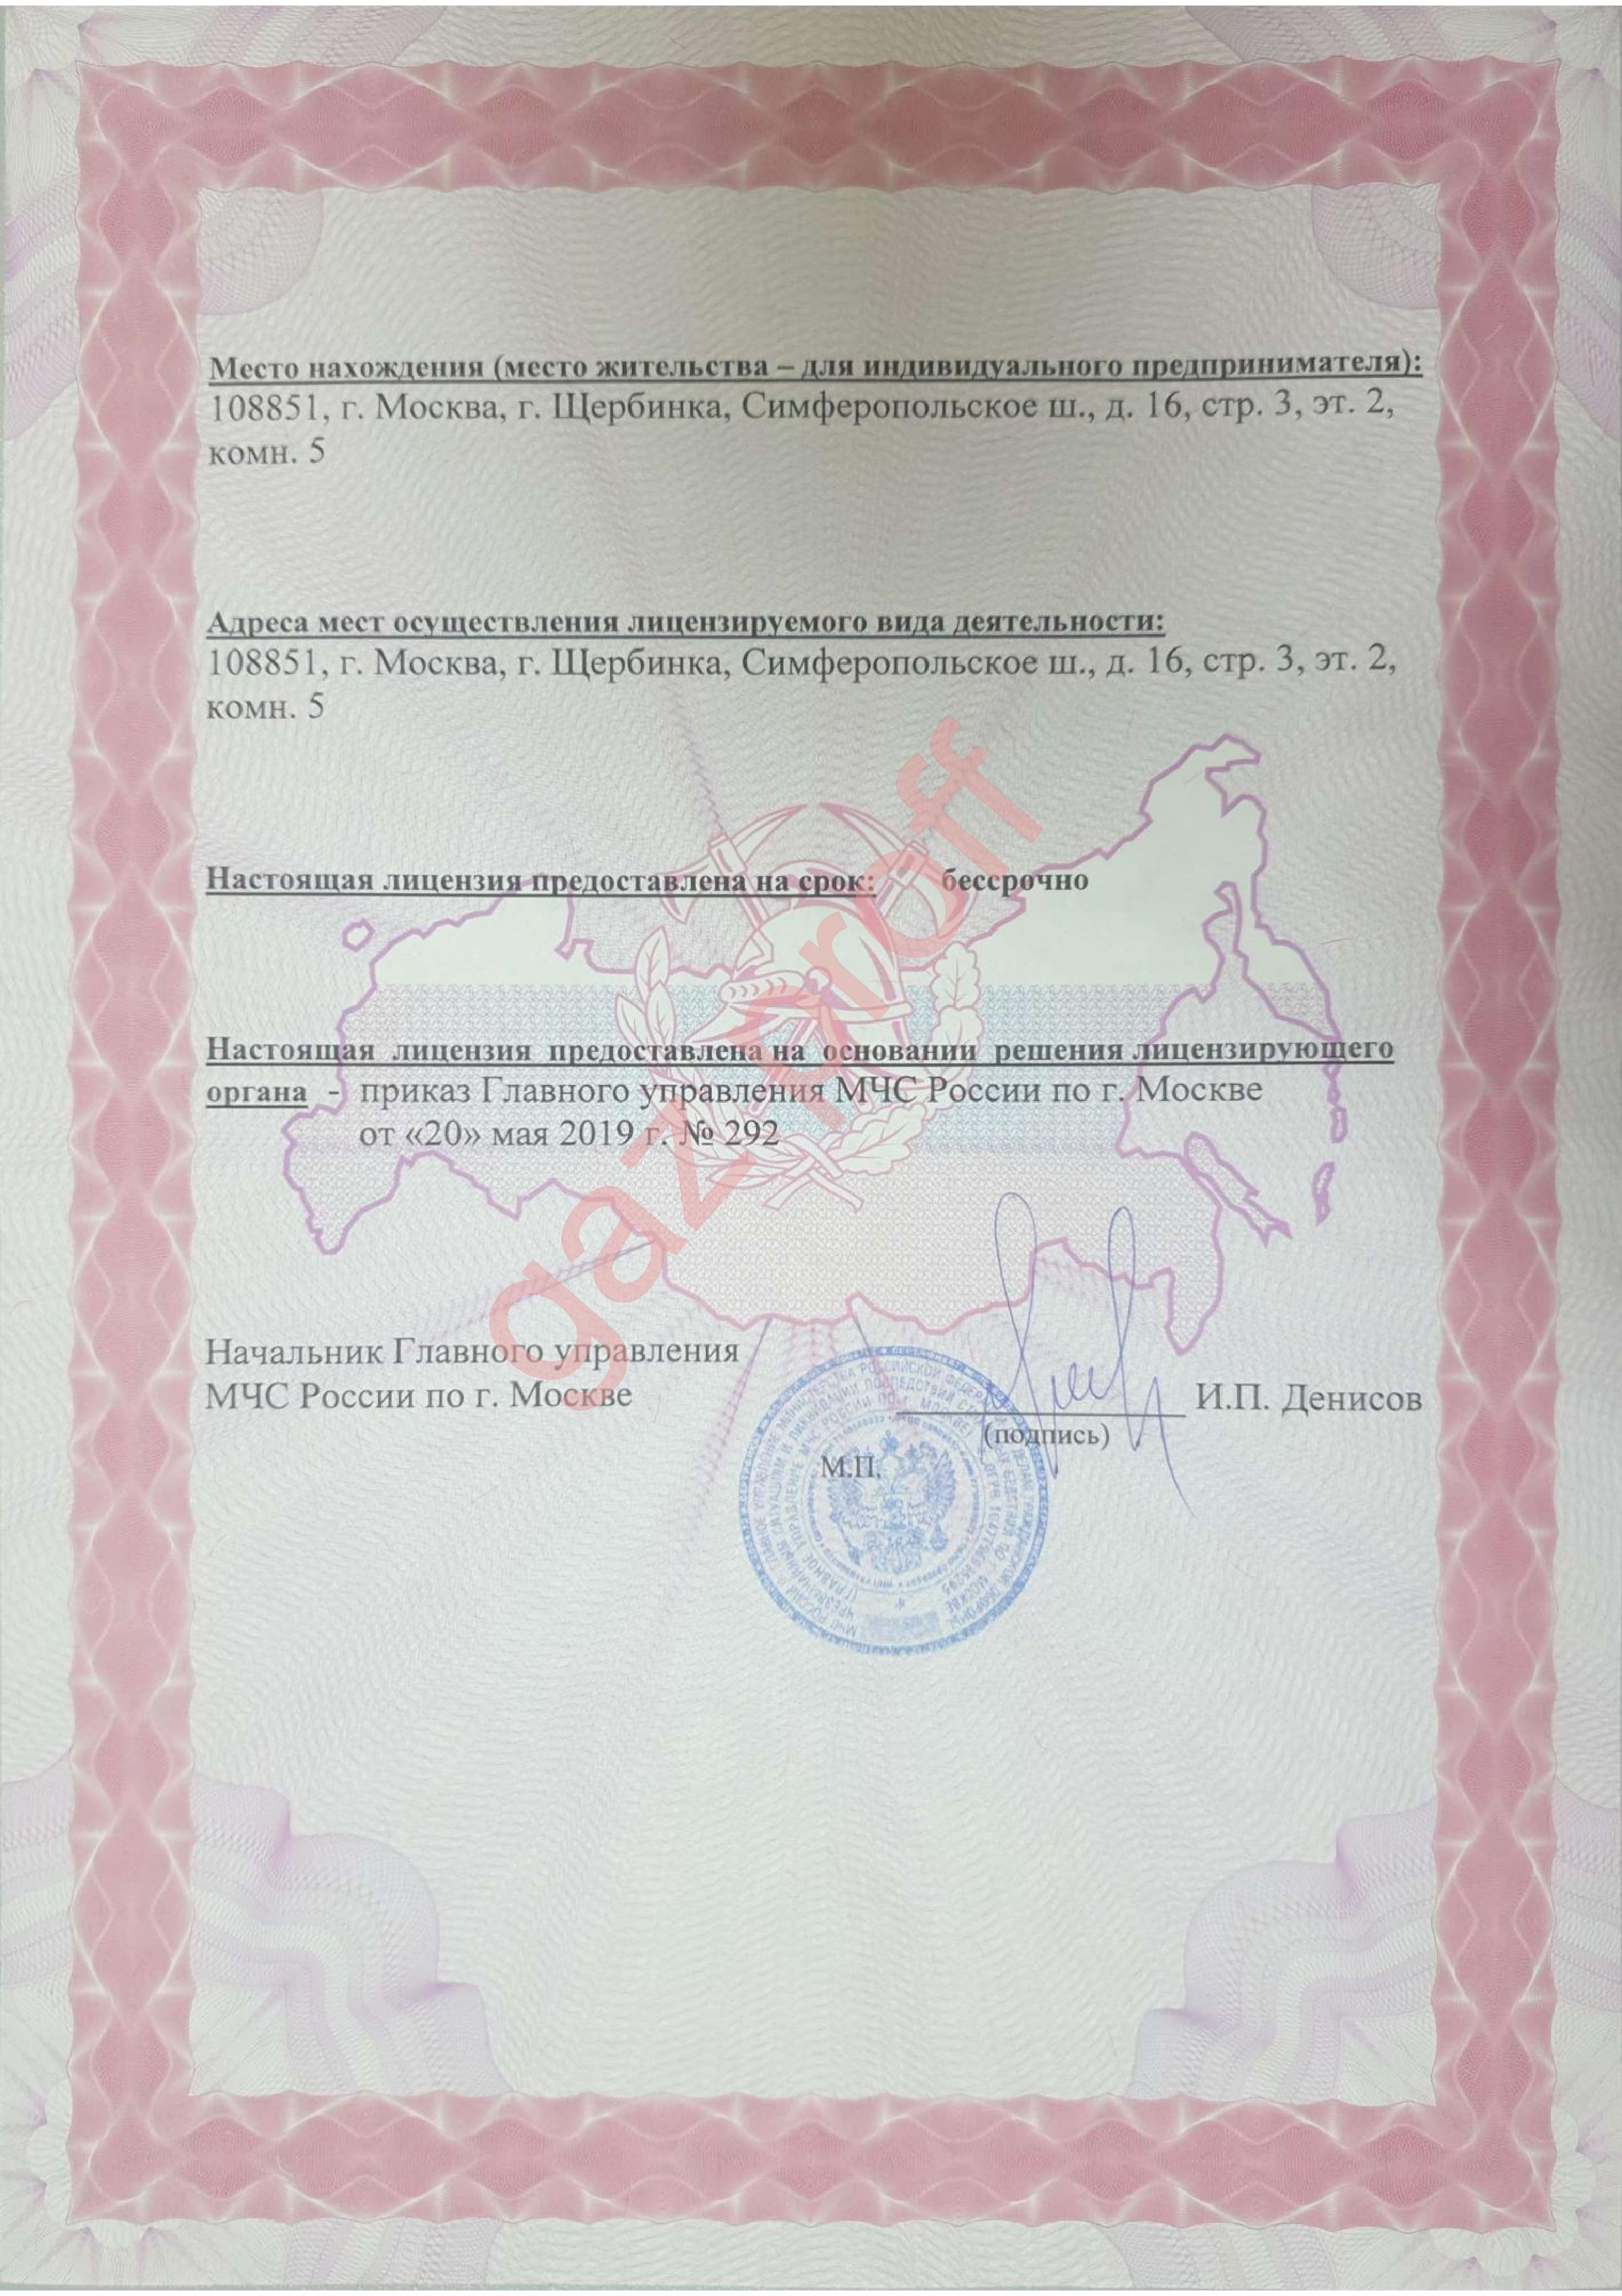 Место нахождения (место жительства – для индивидуального предпринимателя):
108851, г. Москва, г. Щербинка, Симферопольское ш., д. 16, стр. 3, эт. 2,
комн. 5
Адреса мест осуществления лицензируемого вида деятельности:
108851, г. Москва, г. Щербинка, Симферопольское ш., д. 16, стр. 3, эт. 2,
комн. 5
Настоящая лицензия предоставлена на срок: бессрочно
Настоящая лицензия предоставлена на основании решения лицензирующего
органа - приказ Главного управления МЧС России по г. Москве
от «20» мая 2019 г. № 292
gazproff
Начальник Главного управления
МЧС России по г. Москве
И.П. Денисов
(подпись)
М.П.